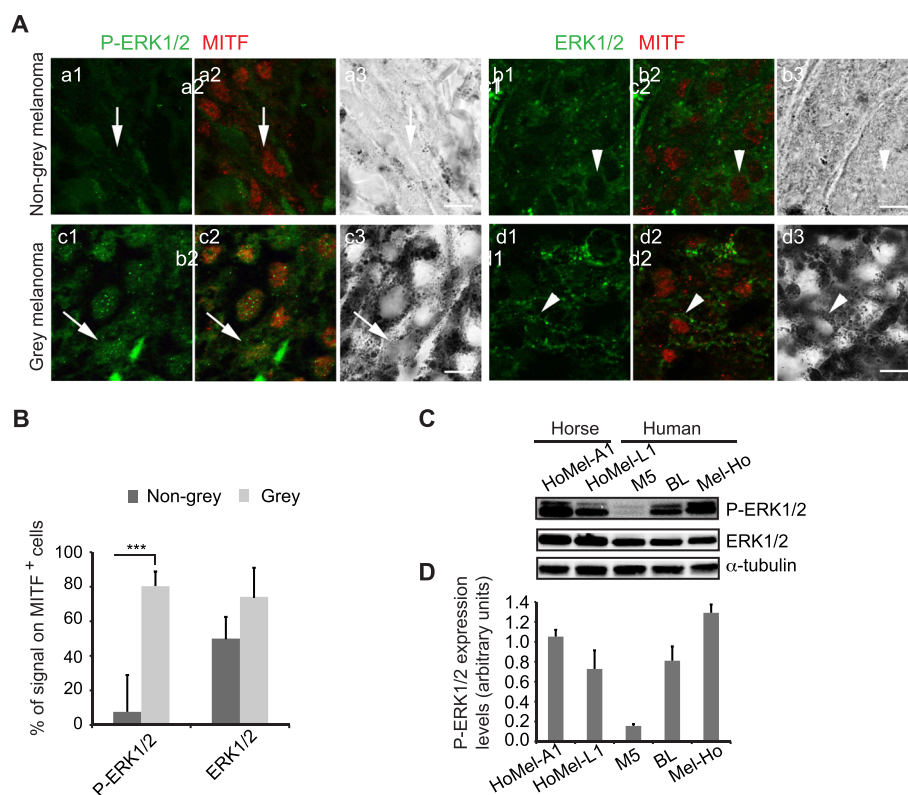 A
P-ERK1/2 MITF
ERK1/2 MITF
Non-grey melanoma
a1
a2
a2
a3
b1
c1
b2
c2
b3
Grey melanoma
c1
b2
c2
c3
d1
d1
d2
d2
d3
B
Non-grey Grey
% of signal on MITF+ cells
100
80
60
40
20
0
***
P-ERK1/2
ERK1/2
C
Horse Human
HoMel-A1
HoMel-L1
M5
BL
Mel-Ho
P-ERK1/2
ERK1/2
α-tubulin
D
P-ERK1/2 expression
levels (arbitrary units)
1.4
1.2
1.0
0.8
0.6
0.4
0.2
0.0
HoMel-A1
HoMel-L1
M5
BL
Mel-Ho